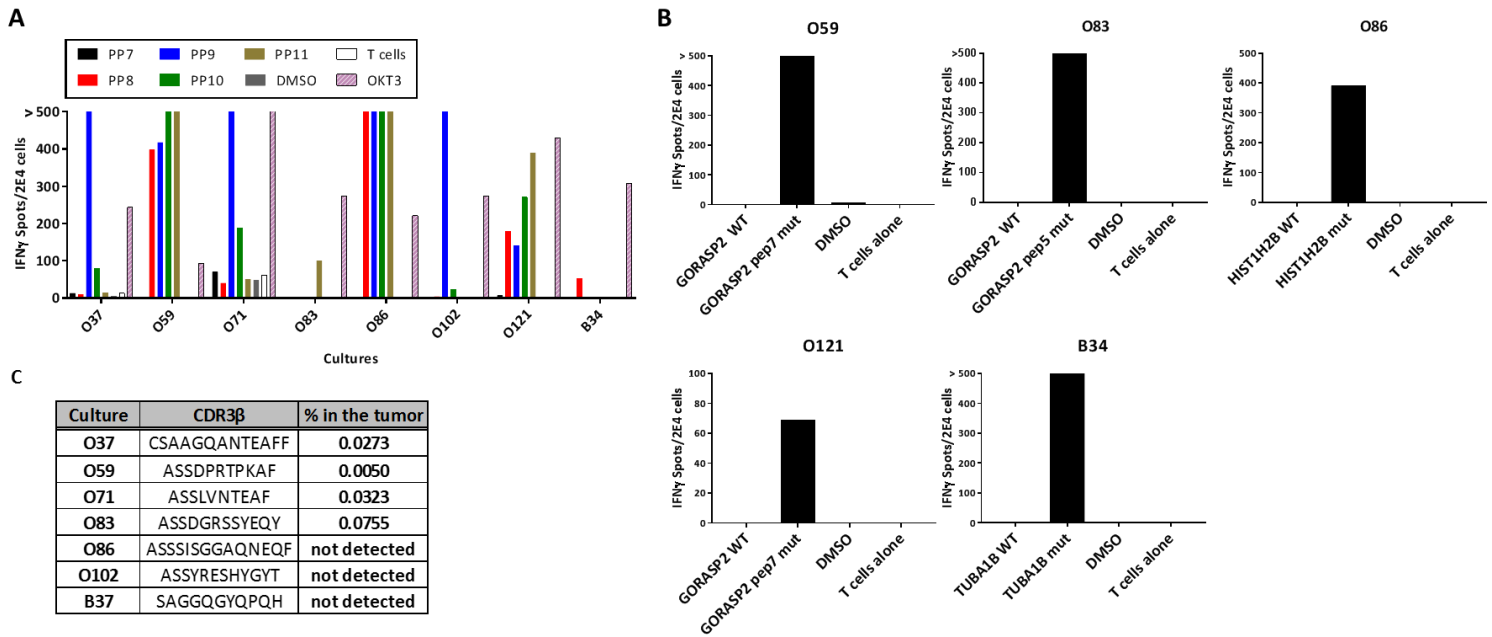 A
PP7 PP9 PP11 T cells
PP8 PP10 DMSO OKT3
IFNγ Spots/2E4 cells
> 500
400
300
200
100
0
O37 O59 O71 O83 O86 O102 O121 B34
Cultures
B
O59
IFNγ Spots/2E4 cells
> 500
400
300
200
100
0
GORASP2 WT
GORASP2 pep7 mut
DMSO
T cells alone
O83
IFNγ Spots/2E4 cells
>500
400
300
200
100
0
GORASP2 WT
GORASP2 pep5 mut
DMSO
T cells alone
O86
IFNγ Spots/2E4 cells
> 500
400
300
200
100
0
HIST1H2B WT
HIST1H2B mut
DMSO
T cells alone
O121
IFNγ Spots/2E4 cells
100
80
60
40
20
0
GORASP2 WT
GORASP2 pep7 mut
DMSO
T cells alone
B34
IFNγ Spots/2E4 cells
> 500
400
300
200
100
0
TUBA1B WT
TUBA1B mut
DMSO
T cells alone
C
Culture CDR3β % in the tumor
O37 CSAAGQANTEAFF 0.0273
O59 ASSDPRTPKAF 0.0050
O71 ASSLVNTEAF 0.0323
O83 ASSDGRSSYEQY 0.0755
O86 ASSSISGGAQNEQF not detected
O102 ASSYRESHYGYT not detected
B37 SAGGQGYQPQH not detected